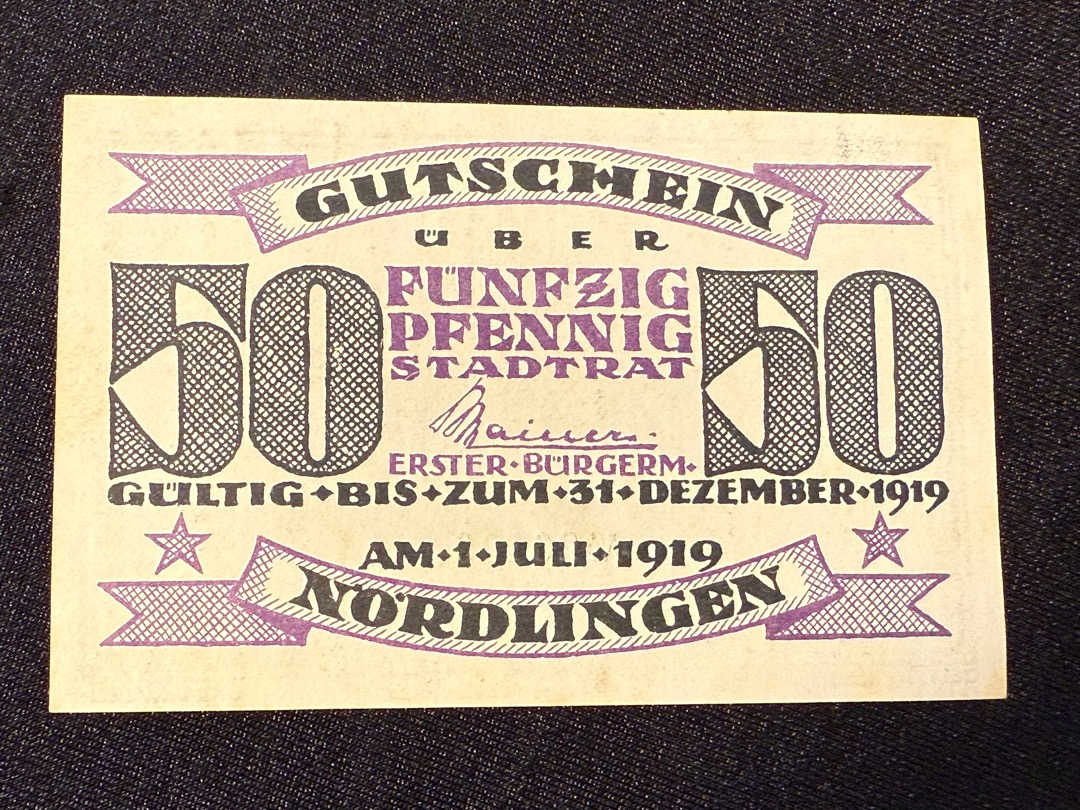 GUTSCHEIN
ÜBER
50 FÜNFZIG 50
PFENNIG
STADTRAT
Mainer
ERSTER·BÜRGERM·
GÜLTIG·BIS·ZUM·31·DEZEMBER·1919
AM·1·JULI·1919
NÖRDLINGEN